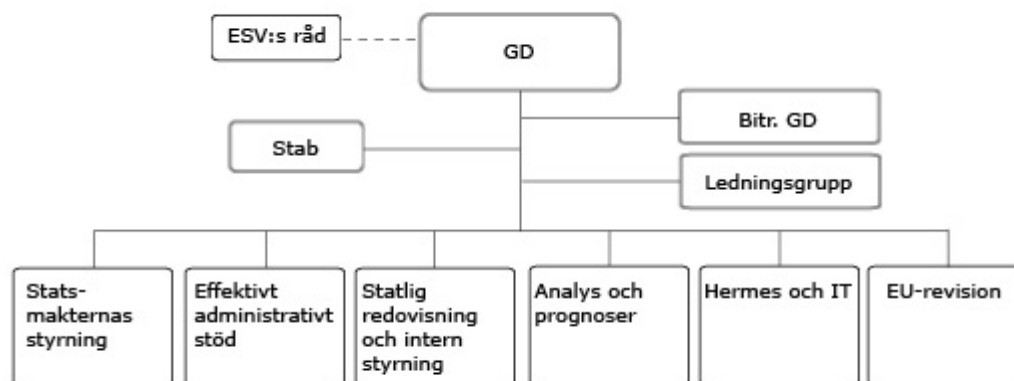 ESV:s råd
GD
Bitr. GD
Stab
Ledningsgrupp
Stats-
makternas
styrning
Effektivt
administrativt
stöd
Statlig
redovisning
och intern
styrning
Analys och
prognoser
Hermes och IT
EU-revision